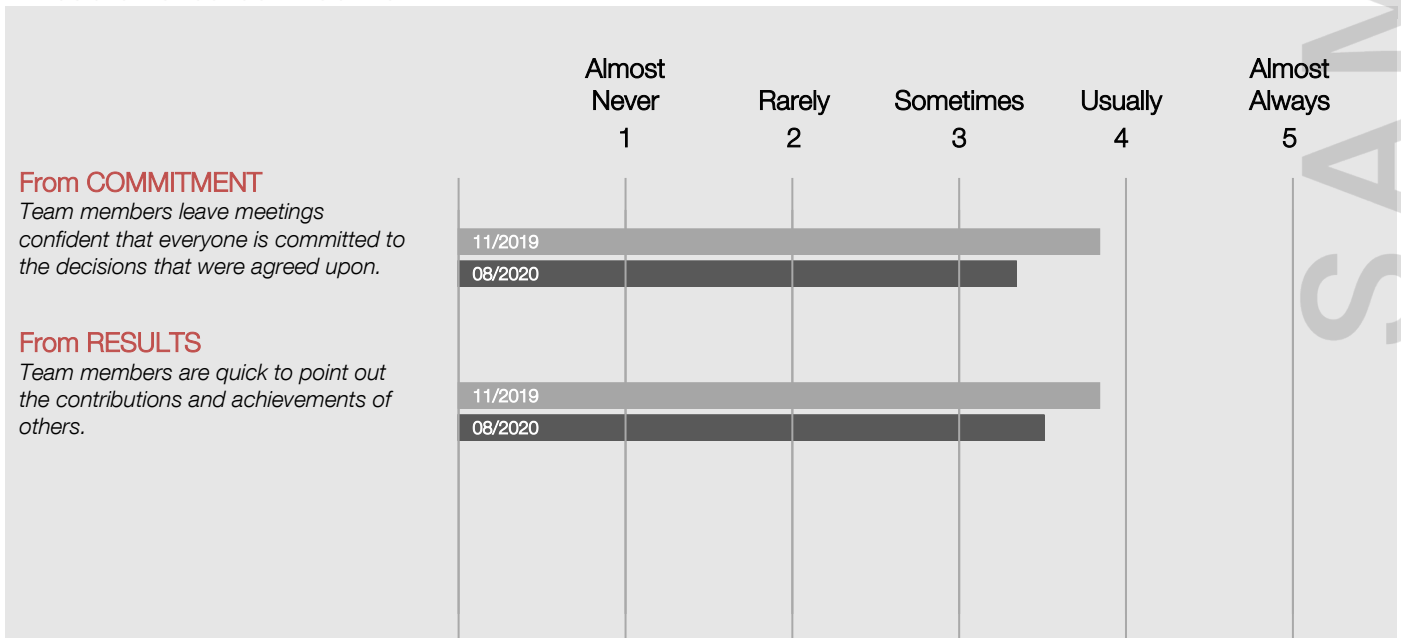 Almost Never
Rarely
Sometimes
Usually
Almost Always
1
2
3
4
5
From COMMITMENT
Team members leave meetings
confident that everyone is committed to
the decisions that were agreed upon.
11/2019
08/2020
From RESULTS
Team members are quick to point out
the contributions and achievements of
others.
11/2019
08/2020
SAM